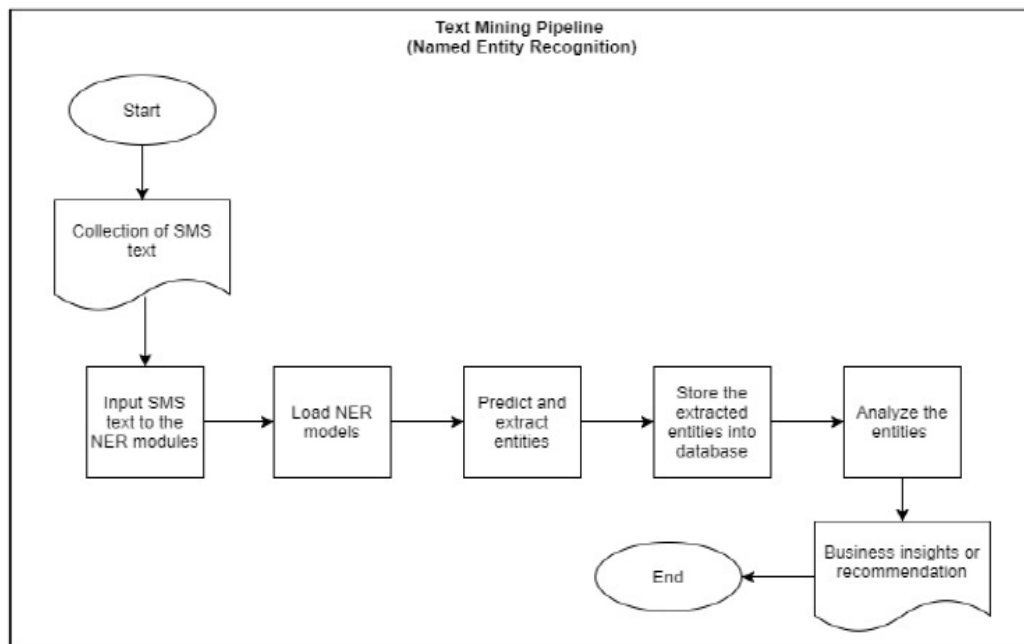 Text Mining Pipeline
(Named Entity Recognition)
Start
Collection of SMS
text
Input SMS
text to the
NER modules
Load NER
models
Predict and
extract
entities
Store the
extracted
entities into
database
Analyze the
entities
Business insights or
recommendation
End